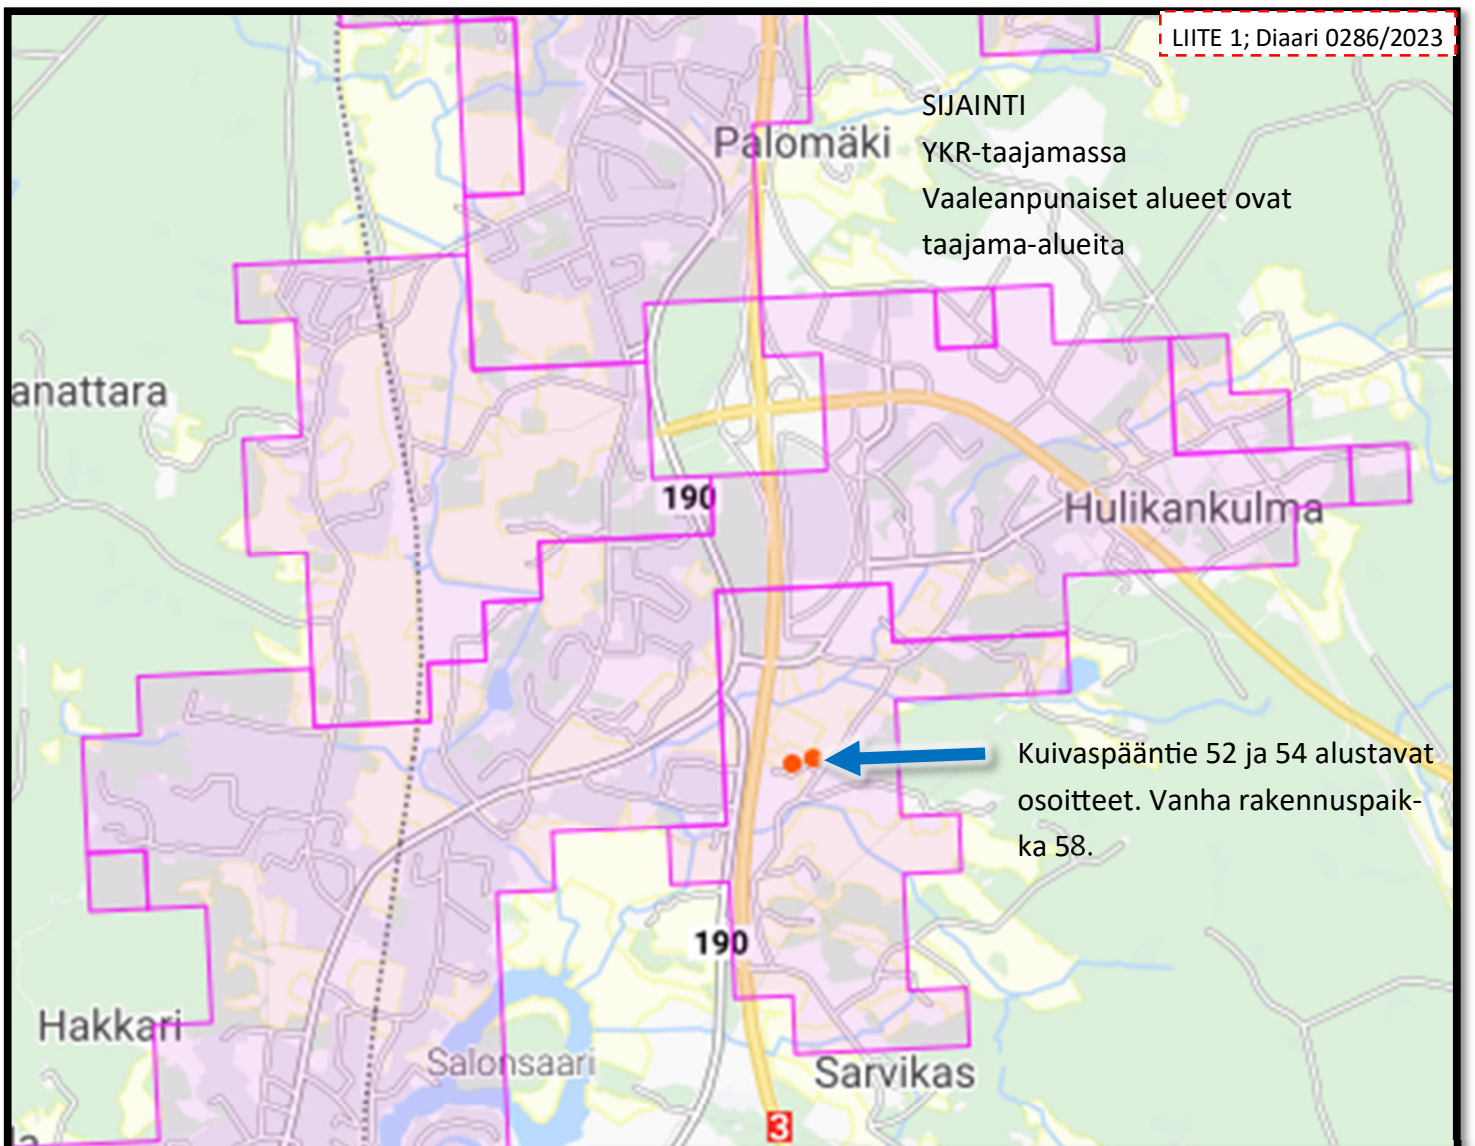 LIITE 1; Diaari 0286/2023
SIJAINTI
YKR-taajamassa
Vaaleanpunaiset alueet ovat
taajama-alueita
Palomäki
anattara
190
Hulikankulma
Kuivaspääntie 52 ja 54 alustavat
osoitteet. Vanha rakennuspaik-
ka 58.
190
Hakkari
Salonsaari
Sarvikas
3